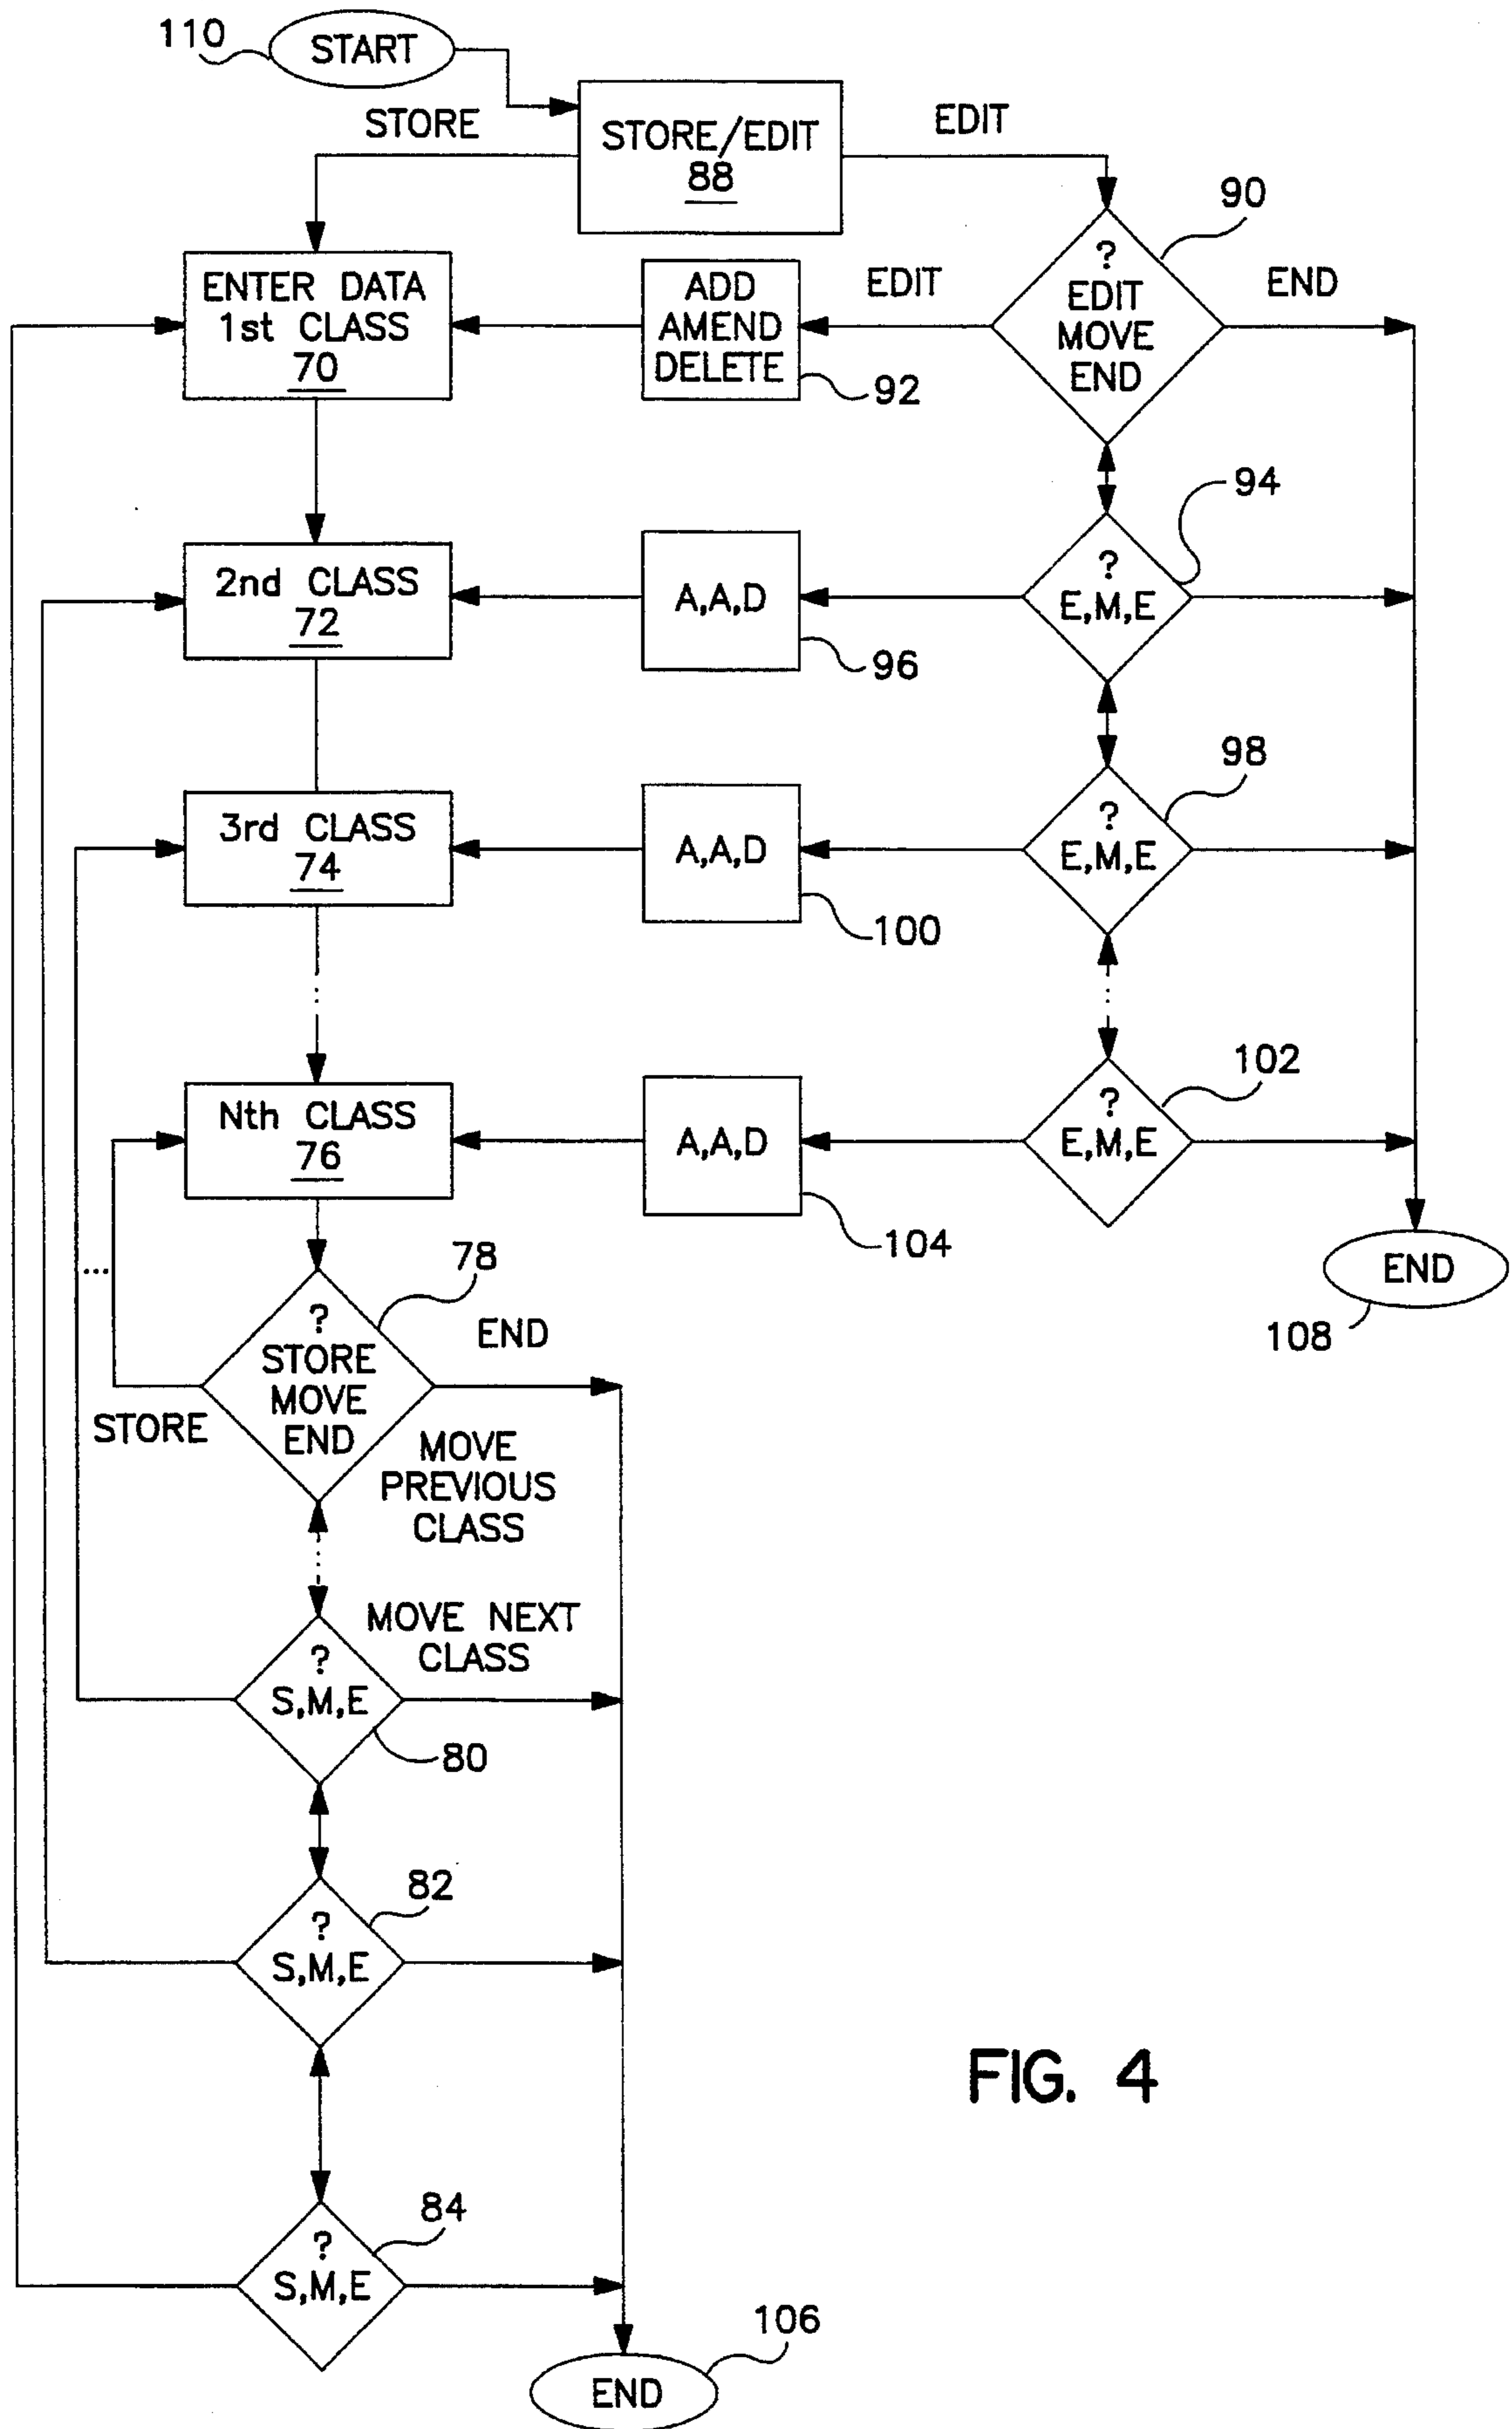 110
START
STORE
STORE/EDIT
88
EDIT
90
ENTER DATA
1st CLASS
70
ADD
AMEND
DELETE
92
EDIT
?
EDIT
MOVE
END
END
94
2nd CLASS
72
A,A,D
96
?
E,M,E
98
3rd CLASS
74
A,A,D
100
?
E,M,E
102
Nth CLASS
76
A,A,D
104
?
E,M,E
END
108
...
78
?
STORE
MOVE
END
END
STORE
MOVE
PREVIOUS
CLASS
MOVE NEXT
CLASS
?
S,M,E
80
82
?
S,M,E
84
?
S,M,E
106
END
FIG. 4